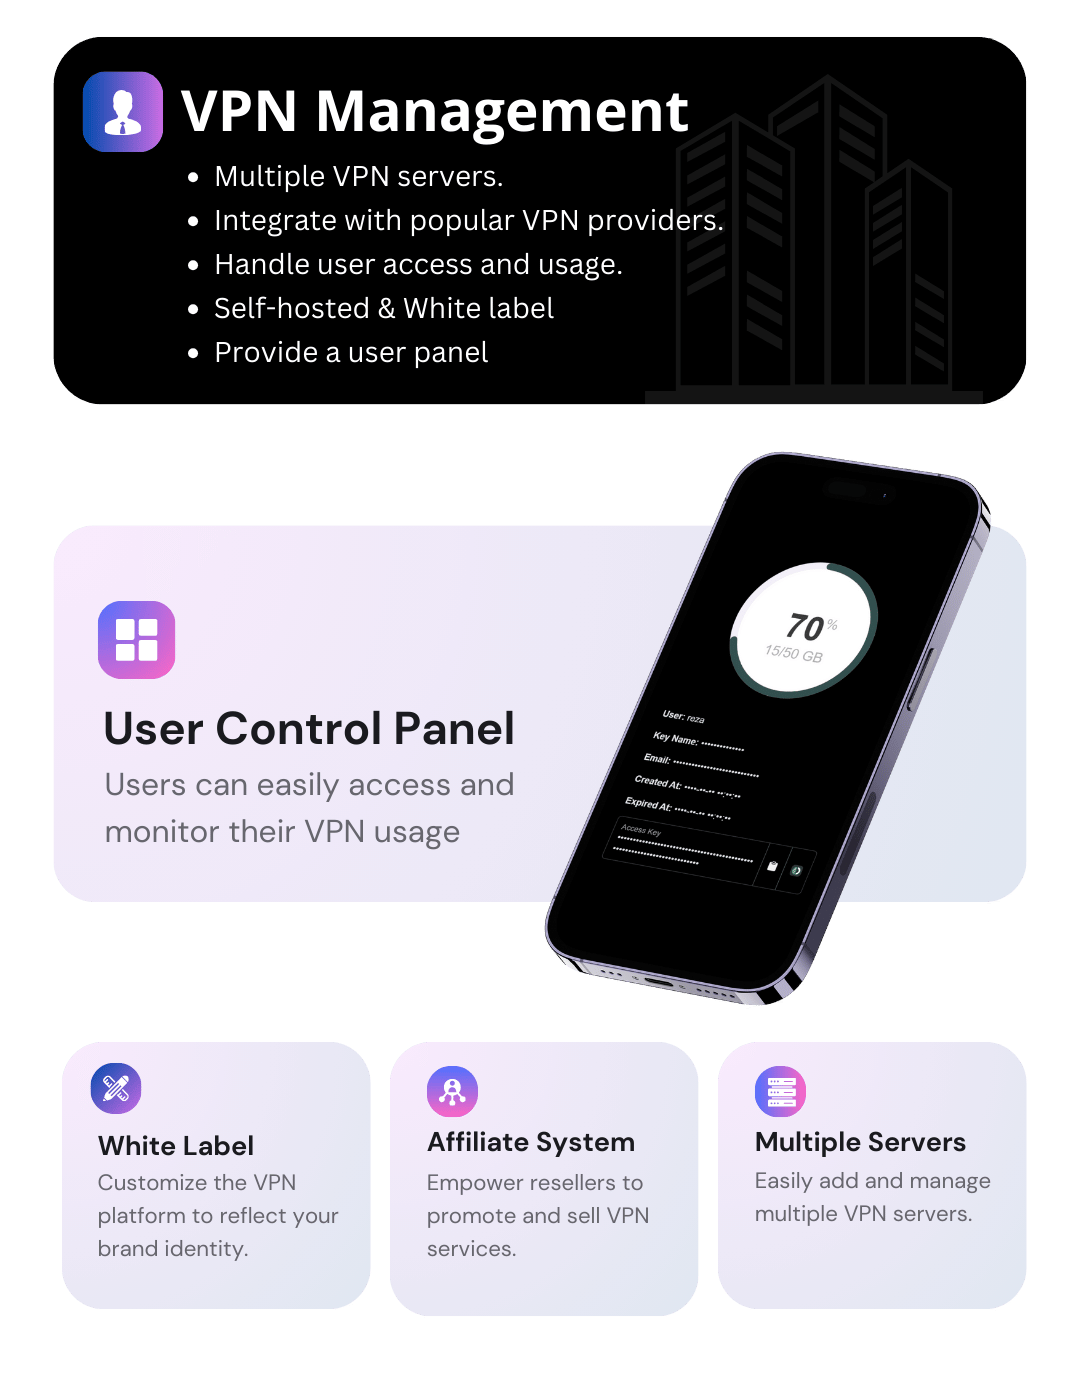 VPN Management
• Multiple VPN servers.
• Integrate with popular VPN providers.
• Handle user access and usage.
• Self-hosted & White label
• Provide a user panel
70 %
15/50 GB
User: reza
Key Name: •••••••••••••
Email: ••••••••••••••••••••••••••
Created At: ••••-••-•• ••:••:••
Expired At: ••••-••-•• ••:••:••
Access Key
User Control Panel
Users can easily access and
monitor their VPN usage
White Label
Customize the VPN
platform to reflect your
brand identity.
Affiliate System
Empower resellers to
promote and sell VPN
services.
Multiple Servers
Easily add and manage
multiple VPN servers.